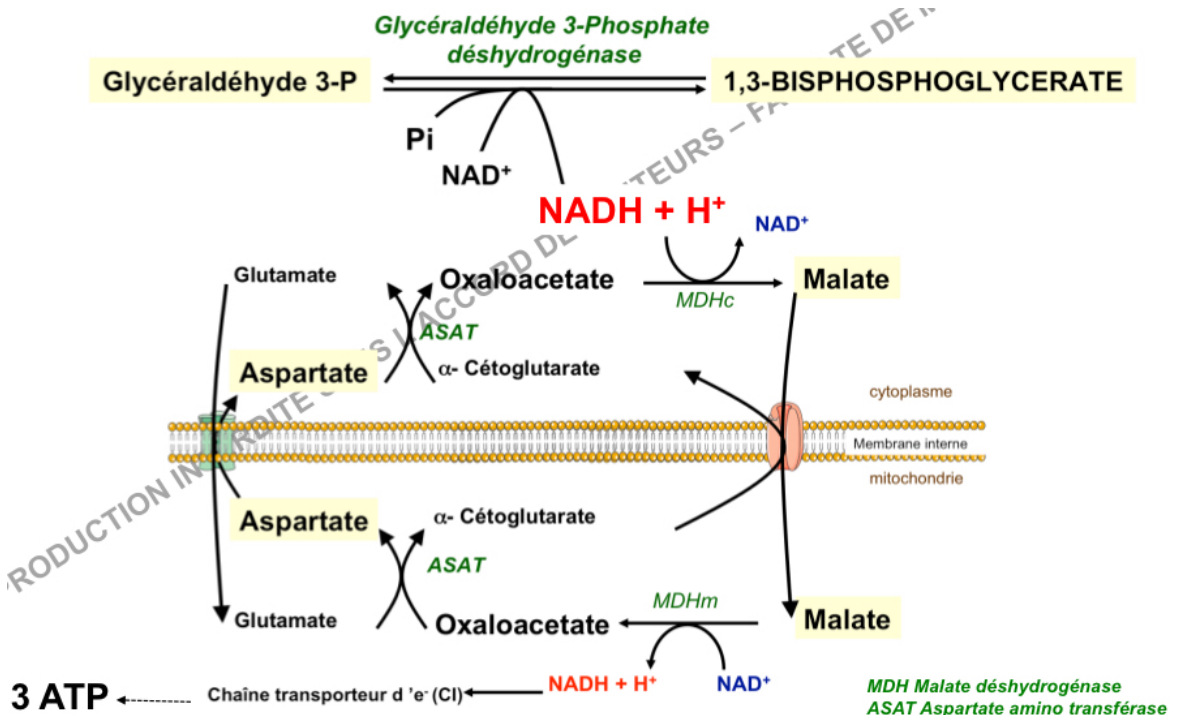 Glycéraldéhyde 3-Phosphate
déshydrogénase
Glycéraldéhyde 3-P
1,3-BISPHOSPHOGLYCERATE
Pi
NAD⁺
NADH + H⁺
NAD⁺
Glutamate
Oxaloacetate
Malate
MDHc
ASAT
Aspartate
α- Cétoglutarate
cytoplasme
Membrane interne
mitochondrie
Aspartate
α- Cétoglutarate
ASAT
MDHm
Glutamate
Oxaloacetate
Malate
NADH + H⁺
NAD⁺
3 ATP
Chaîne transporteur d 'e⁻ (CI)
MDH Malate déshydrogénase
ASAT Aspartate amino transférase